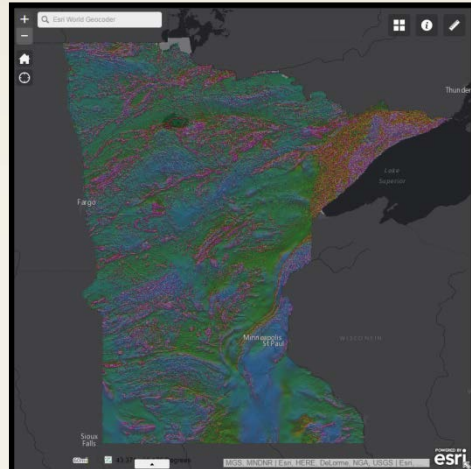 +
Esri World Geocoder
−
Thunder
Lake
Superior
Fargo
Minneapolis
St Paul
WISCONSIN
Sioux
Falls
60mi
MGS, MNDNR | Esri, HERE, DeLorme, NGA, USGS | Esri,
POWERED BY
esri